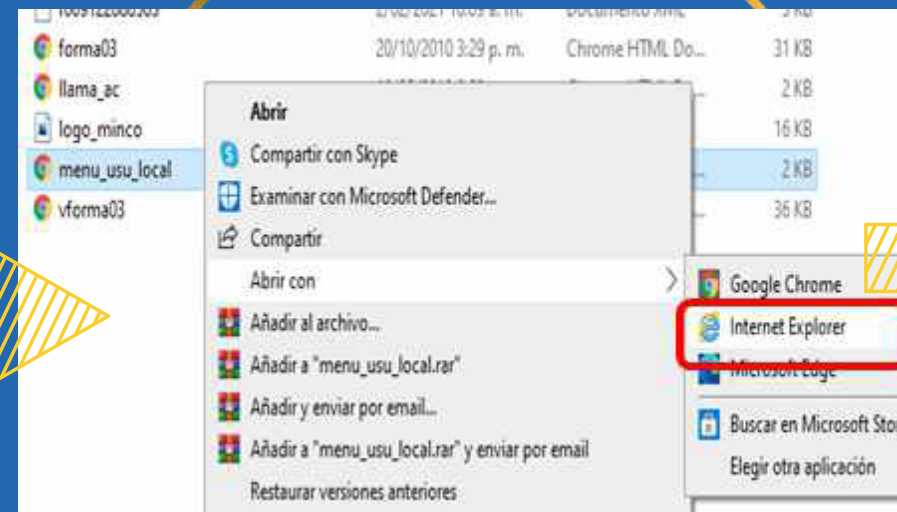 forma03 20/10/2010 3:29 p. m. Chrome HTML Do... 31 KB
llama_ac 2 KB
logo_minco 16 KB
menu_usu_local 2 KB
vforma03 36 KB
Abrir
Compartir con Skype
Examinar con Microsoft Defender...
Compartir
Abrir con
Añadir al archivo...
Añadir a "menu_usu_local.rar"
Añadir y enviar por email...
Añadir a "menu_usu_local.rar" y enviar por email
Restaurar versiones anteriores
Google Chrome
Internet Explorer
Microsoft Edge
Buscar en Microsoft Stor
Elegir otra aplicación